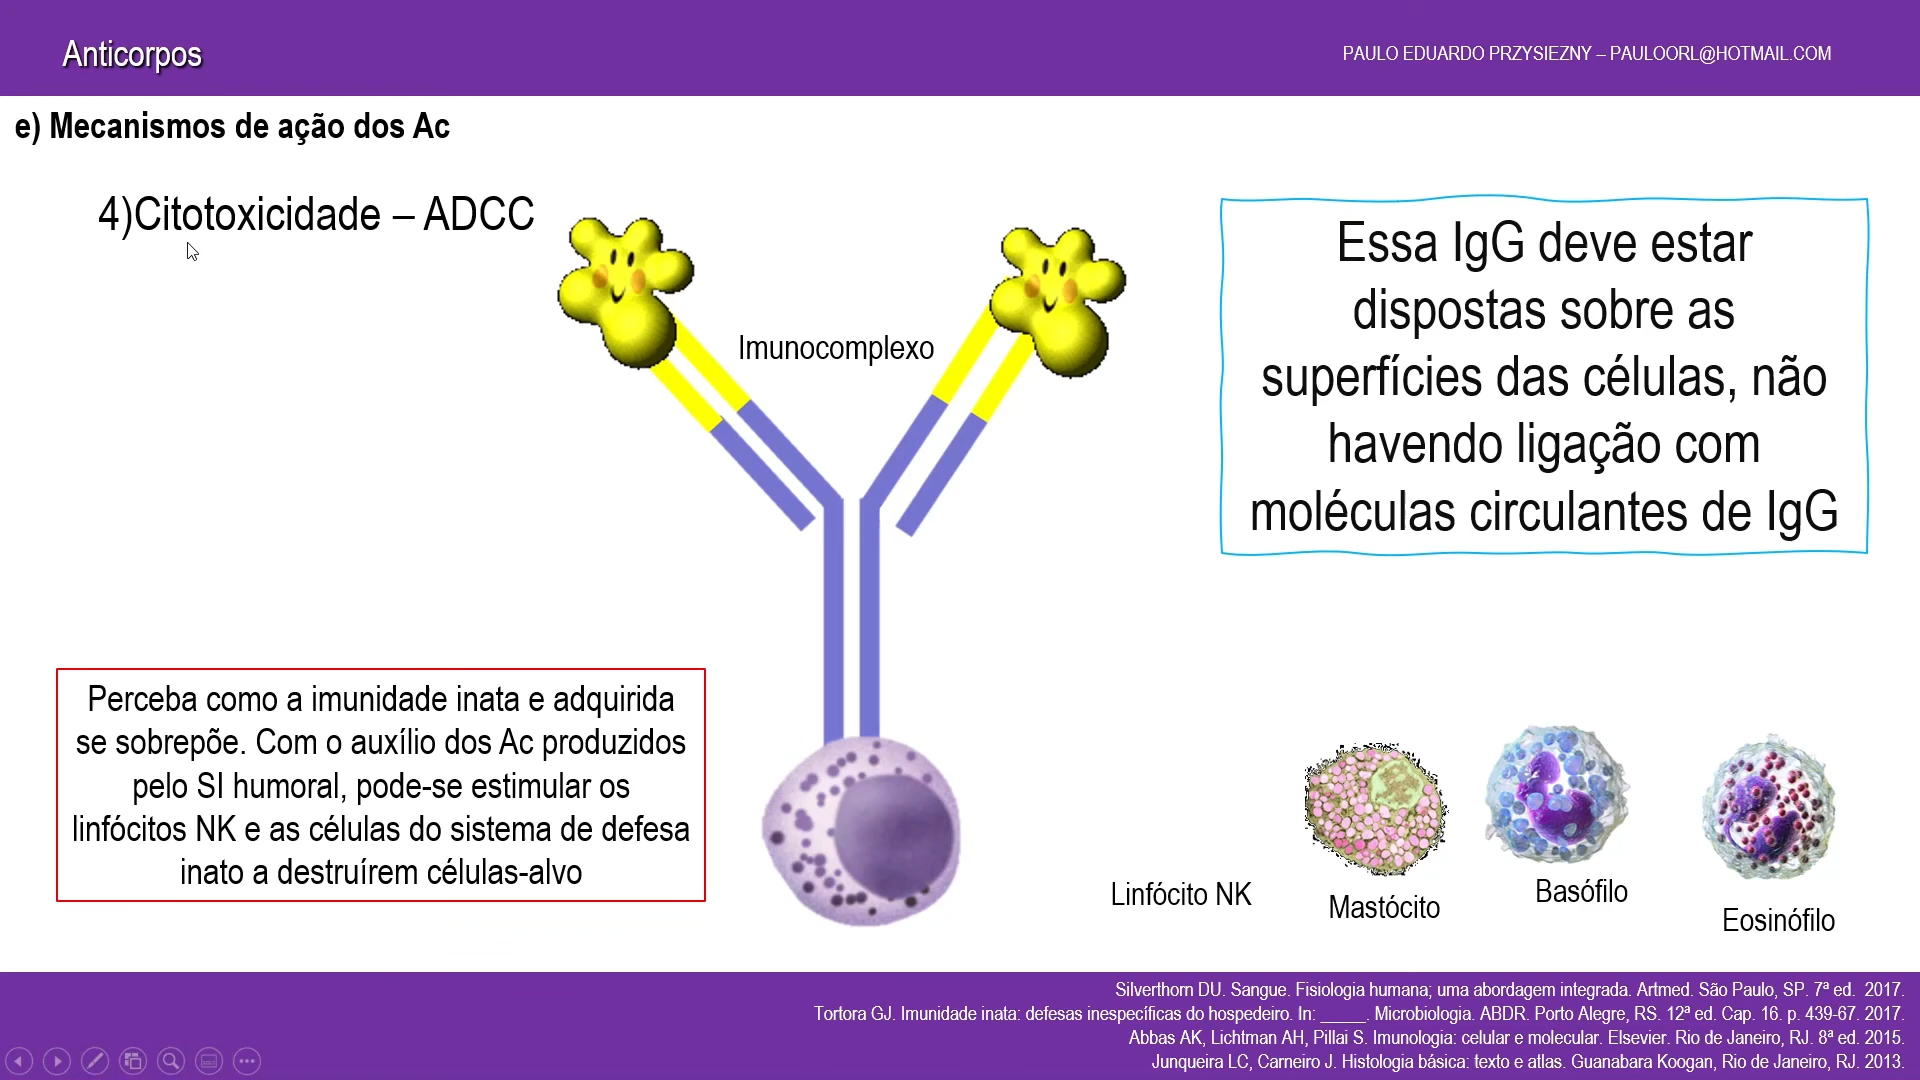 Anticorpos
PAULO EDUARDO PRZYSIEZNY – PAULOORL@HOTMAIL.COM
e) Mecanismos de ação dos Ac
4)Citotoxicidade – ADCC
Imunocomplexo
Essa IgG deve estar
dispostas sobre as
superfícies das células, não
havendo ligação com
moléculas circulantes de IgG
Perceba como a imunidade inata e adquirida
se sobrepõe. Com o auxílio dos Ac produzidos
pelo SI humoral, pode-se estimular os
linfócitos NK e as células do sistema de defesa
inato a destruírem células-alvo
Linfócito NK
Mastócito
Basófilo
Eosinófilo
Silverthorn DU. Sangue. Fisiologia humana; uma abordagem integrada. Artmed. São Paulo, SP. 7ª ed. 2017.
Tortora GJ. Imunidade inata: defesas inespecíficas do hospedeiro. In: _____. Microbiologia. ABDR. Porto Alegre, RS. 12ª ed. Cap. 16. p. 439-67. 2017.
Abbas AK, Lichtman AH, Pillai S. Imunologia: celular e molecular. Elsevier. Rio de Janeiro, RJ. 8ª ed. 2015.
Junqueira LC, Carneiro J. Histologia básica: texto e atlas. Guanabara Koogan, Rio de Janeiro, RJ. 2013.